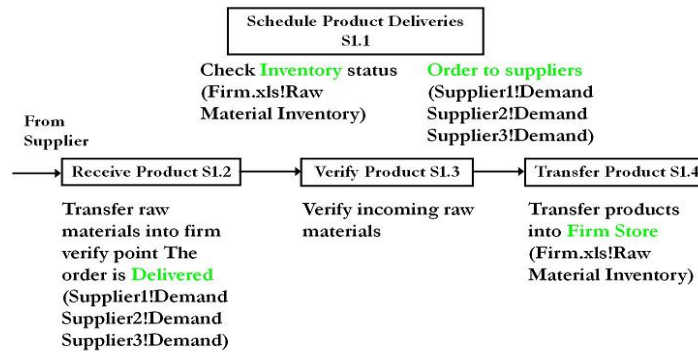 Schedule Product Deliveries
S1.1
Check Inventory status
(Firm.xls!Raw
Material Inventory)
Order to suppliers
(Supplier1!Demand
Supplier2!Demand
Supplier3!Demand)
From
Supplier
Receive Product S1.2
Verify Product S1.3
Transfer Product S1.4
Transfer raw
materials into firm
verify point The
order is Delivered
(Supplier1!Demand
Supplier2!Demand
Supplier3!Demand)
Verify incoming raw
materials
Transfer products
into Firm Store
(Firm.xls!Raw
Material Inventory)